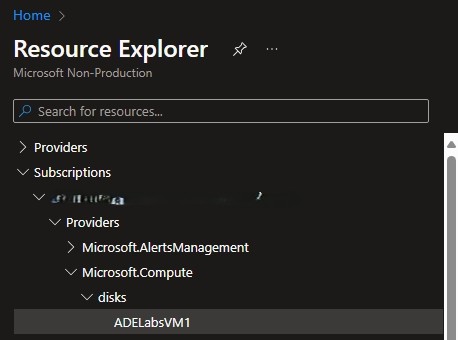 Home
Resource Explorer
Microsoft Non-Production
Search for resources...
Providers
Subscriptions
Providers
Microsoft.AlertsManagement
Microsoft.Compute
disks
ADELabsVM1